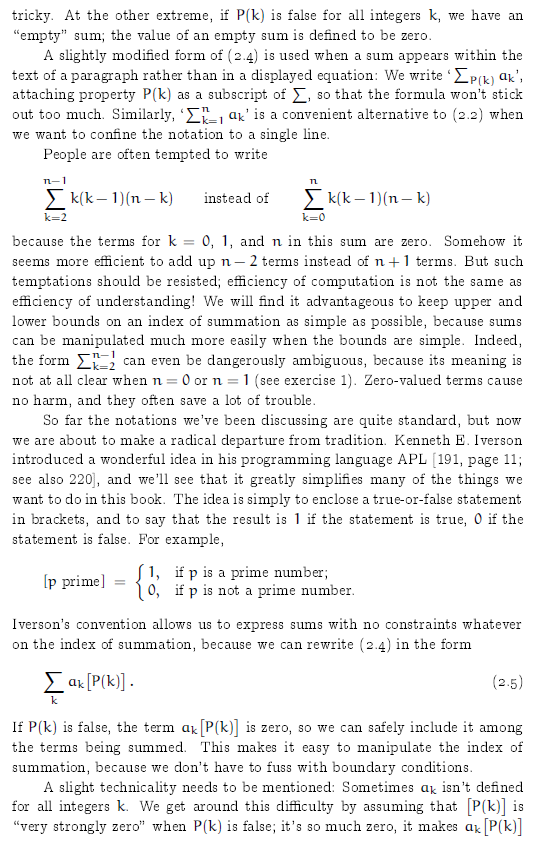 tricky. At the other extreme, if P(k) is false for all integers k, we have an
“empty” sum; the value of an empty sum is defined to be zero.
A slightly modified form of (2.4) is used when a sum appears within the
text of a paragraph rather than in a displayed equation: We write ‘∑_{P(k)} a_k’,
attaching property P(k) as a subscript of ∑, so that the formula won't stick
out too much. Similarly, ‘∑_{k=1}^{n} a_k’ is a convenient alternative to (2.2) when
we want to confine the notation to a single line.
People are often tempted to write
∑_{k=2}^{n−1} k(k−1)(n−k) instead of ∑_{k=0}^{n} k(k−1)(n−k)
because the terms for k = 0, 1, and n in this sum are zero. Somehow it
seems more efficient to add up n − 2 terms instead of n + 1 terms. But such
temptations should be resisted; efficiency of computation is not the same as
efficiency of understanding! We will find it advantageous to keep upper and
lower bounds on an index of summation as simple as possible, because sums
can be manipulated much more easily when the bounds are simple. Indeed,
the form ∑_{k=2}^{n−1} can even be dangerously ambiguous, because its meaning is
not at all clear when n = 0 or n = 1 (see exercise 1). Zero-valued terms cause
no harm, and they often save a lot of trouble.
So far the notations we've been discussing are quite standard, but now
we are about to make a radical departure from tradition. Kenneth E. Iverson
introduced a wonderful idea in his programming language APL [191, page 11;
see also 220], and we'll see that it greatly simplifies many of the things we
want to do in this book. The idea is simply to enclose a true-or-false statement
in brackets, and to say that the result is 1 if the statement is true, 0 if the
statement is false. For example,
[p prime] = { 1, if p is a prime number;
0, if p is not a prime number.
Iverson's convention allows us to express sums with no constraints whatever
on the index of summation, because we can rewrite (2.4) in the form
∑_k a_k [P(k)] . (2.5)
If P(k) is false, the term a_k [P(k)] is zero, so we can safely include it among
the terms being summed. This makes it easy to manipulate the index of
summation, because we don't have to fuss with boundary conditions.
A slight technicality needs to be mentioned: Sometimes a_k isn't defined
for all integers k. We get around this difficulty by assuming that [P(k)] is
“very strongly zero” when P(k) is false; it's so much zero, it makes a_k [P(k)]